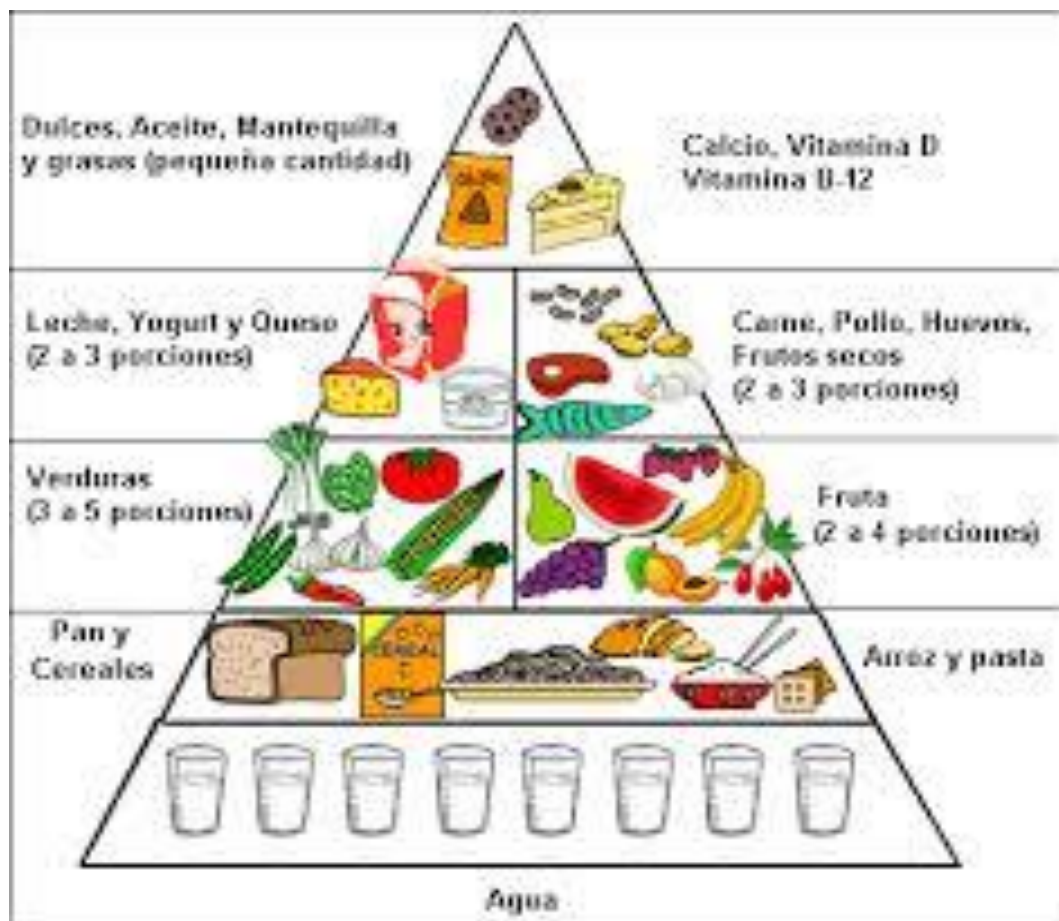 Dulces, Aceite, Mantequilla
y grasas (pequeña cantidad)
Calcio, Vitamina D
Vitamina B-12
Leche, Yogurt y Queso
(2 a 3 porciones)
Carne, Pollo, Huevos,
Frutos secos
(2 a 3 porciones)
Verduras
(3 a 5 porciones)
Fruta
(2 a 4 porciones)
Pan y
Cereales
CEREAL
Arroz y pasta
Agua